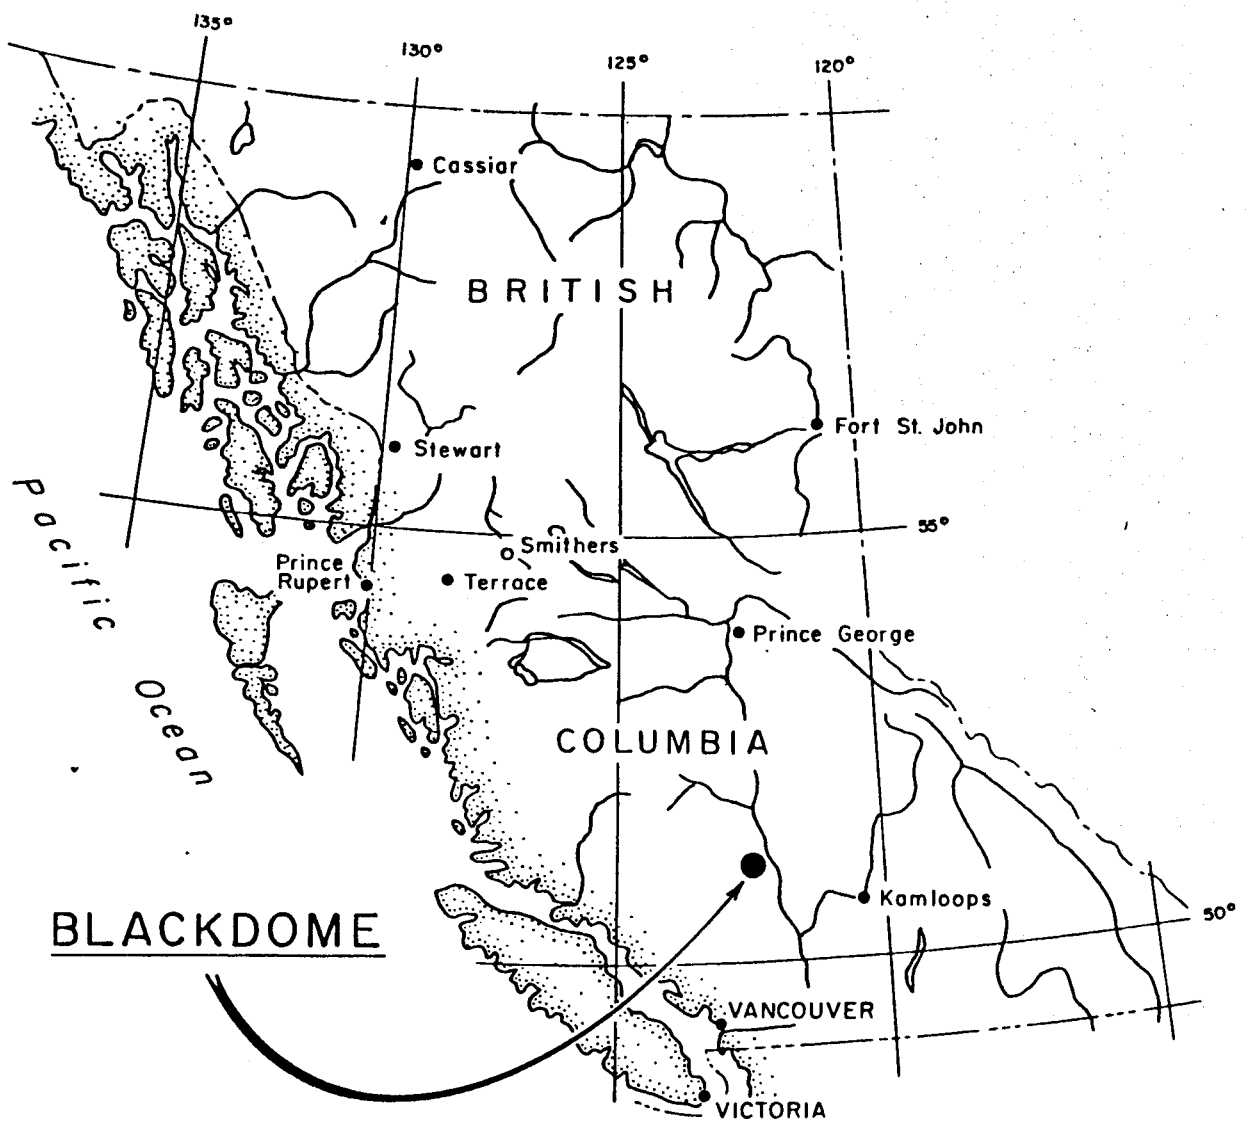 135°
130°
125°
120°
Cassiar
BRITISH
Fort St. John
Stewart
55°
Pacific
Ocean
Smithers
Prince
Rupert
Terrace
Prince George
COLUMBIA
Kamloops
50°
BLACKDOME
VANCOUVER
VICTORIA